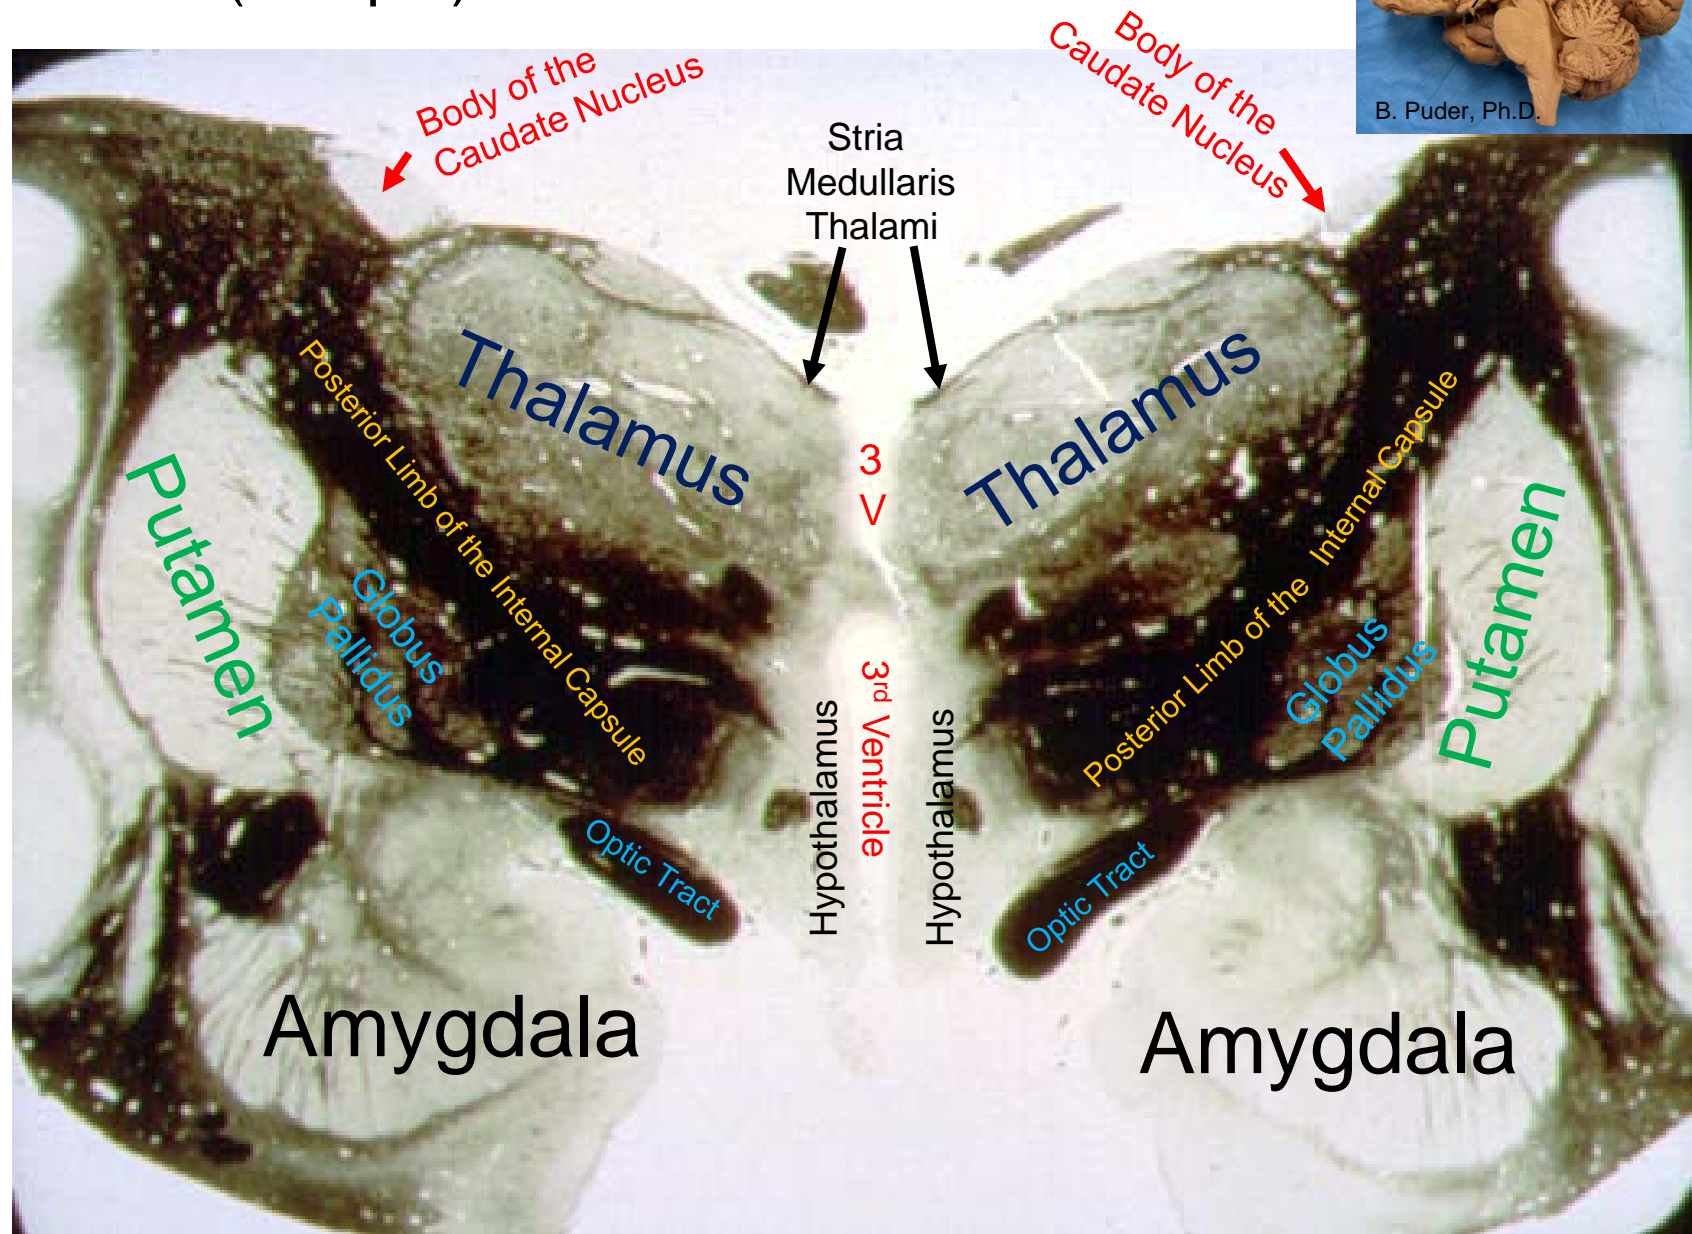 Body of the
Caudate Nucleus
Body of the
Caudate Nucleus
B. Puder, Ph.D.
Stria
Medullaris
Thalami
Thalamus
Thalamus
Posterior Limb of the Internal Capsule
Posterior Limb of the Internal Capsule
3
V
Putamen
Putamen
Globus
Pallidus
Globus
Pallidus
3rd Ventricle
Hypothalamus
Hypothalamus
Optic Tract
Optic Tract
Amygdala
Amygdala